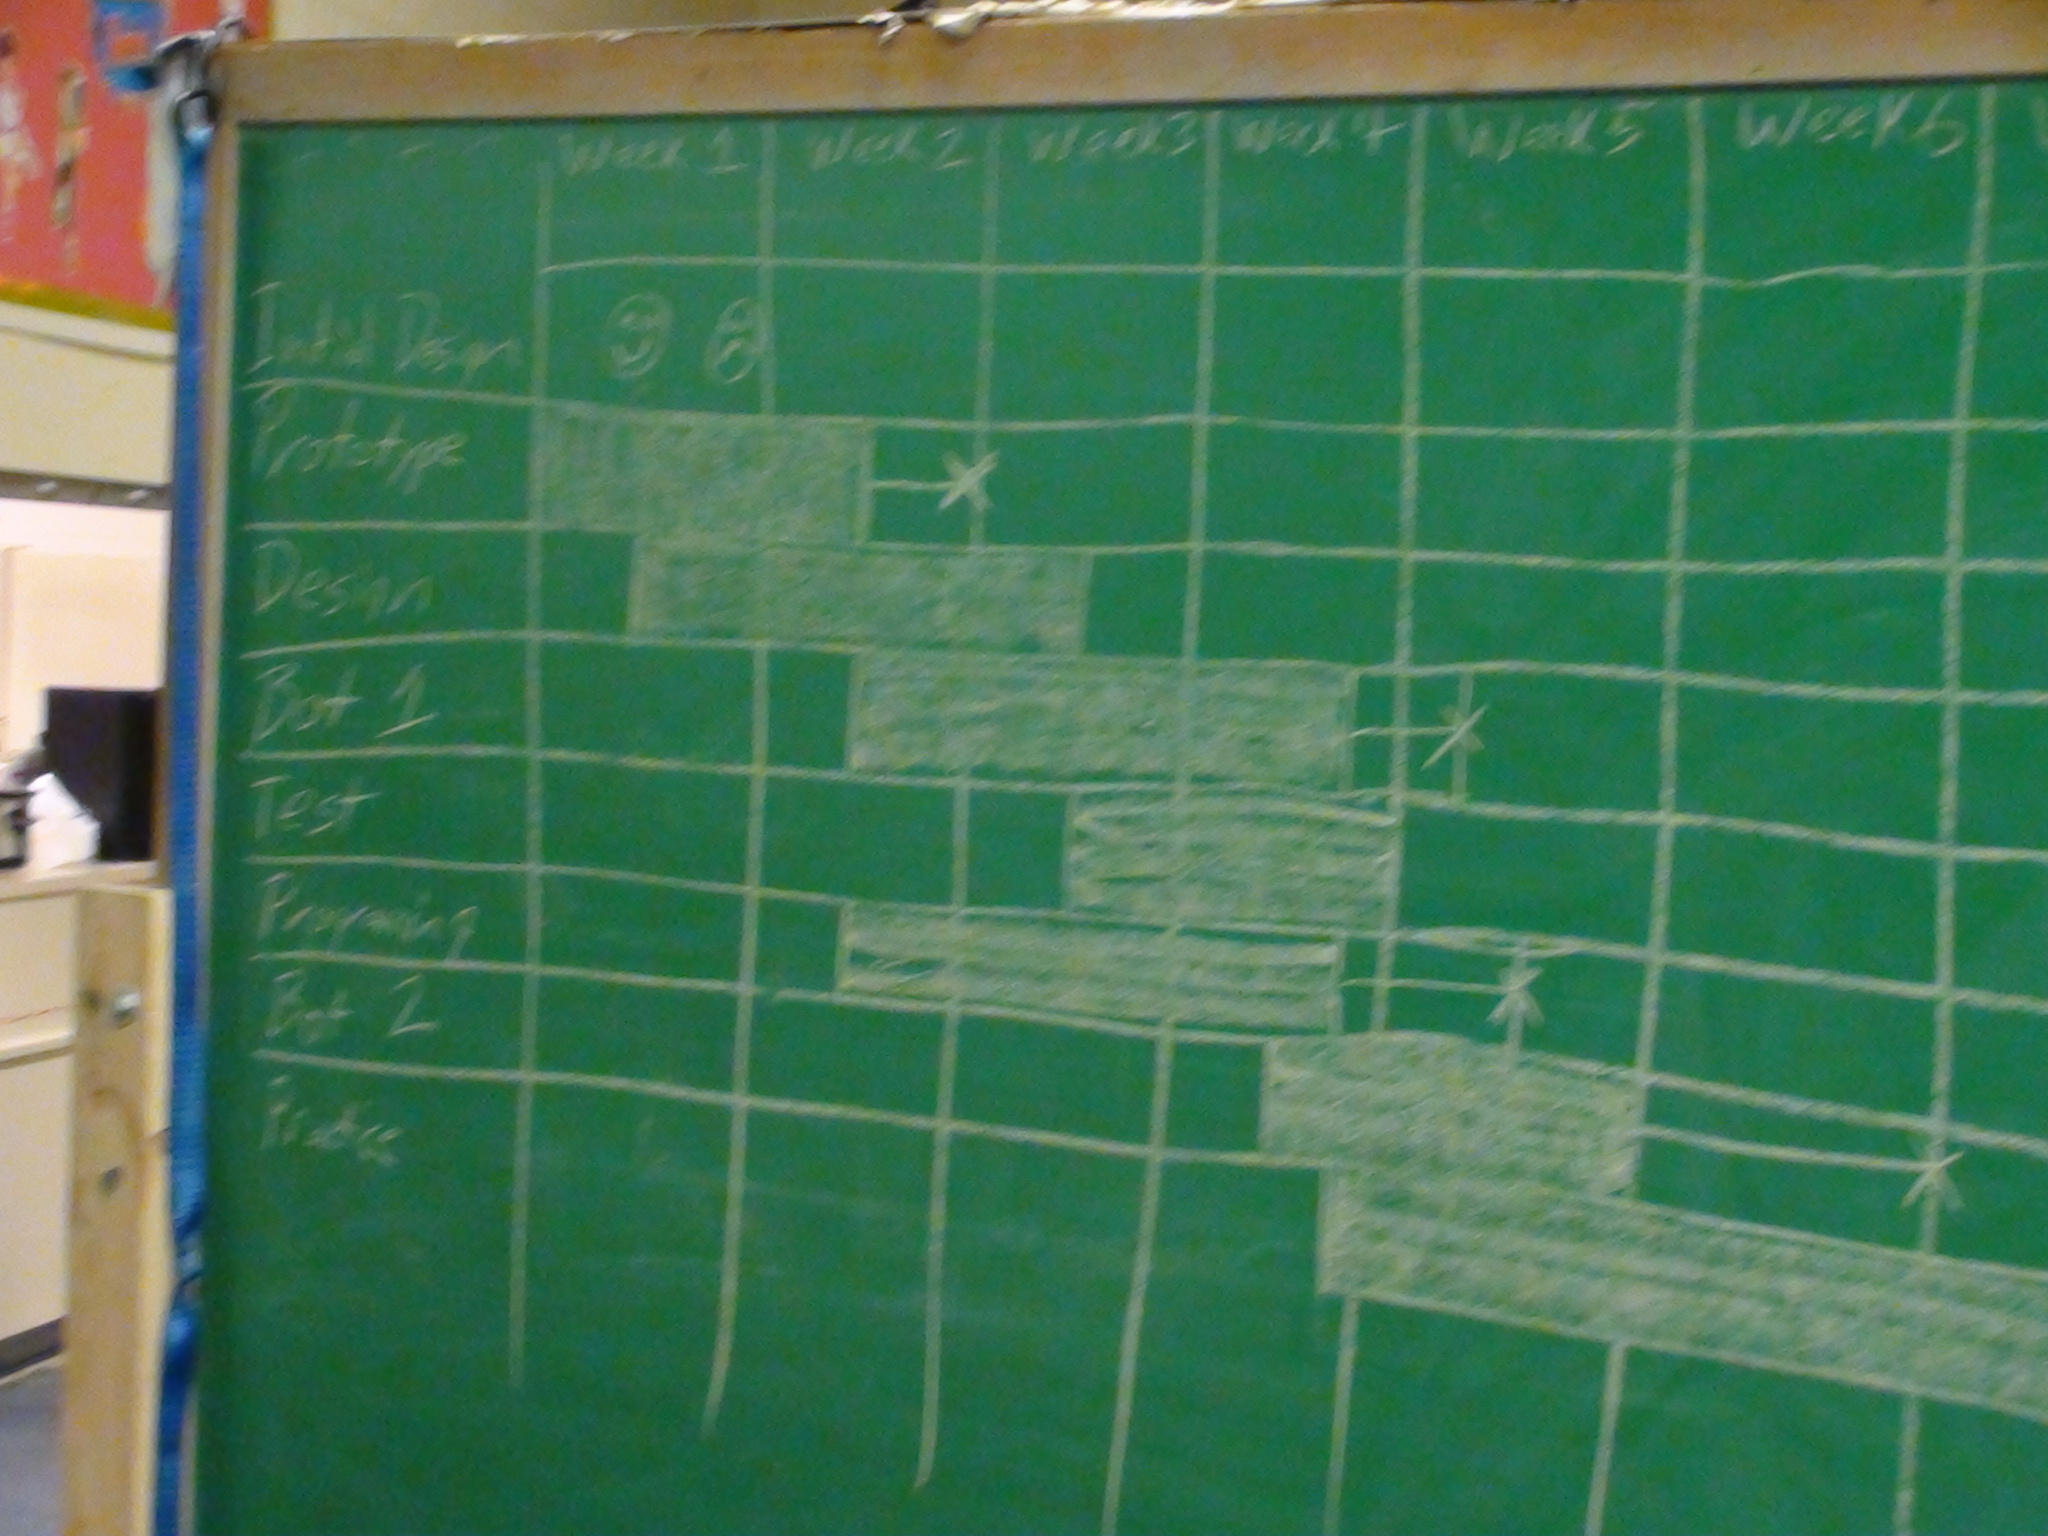 Week 1 Week 2 Week 3 Week 4 Week 5 Week 6
Initial Design
Prototype
Design
Bot 1
Test
Programing
Bot 2